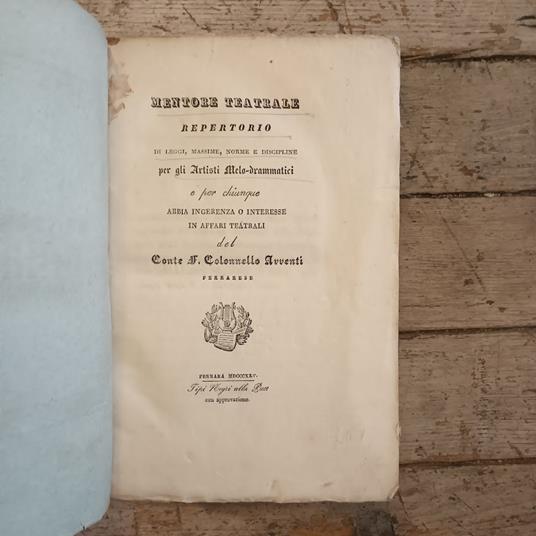 MENTORE TEATRALE
REPERTORIO
DI LEGGI, MASSIME, NORME E DISCIPLINE
per gli Artisti Melo-drammatici
e per chiunque
ABBIA INGERENZA O INTERESSE
IN AFFARI TEATRALI
del
Conte F. Colonnello Avventi
FERRARESE
FERRARA
Tipi Negri alla Pace
con approvazione.